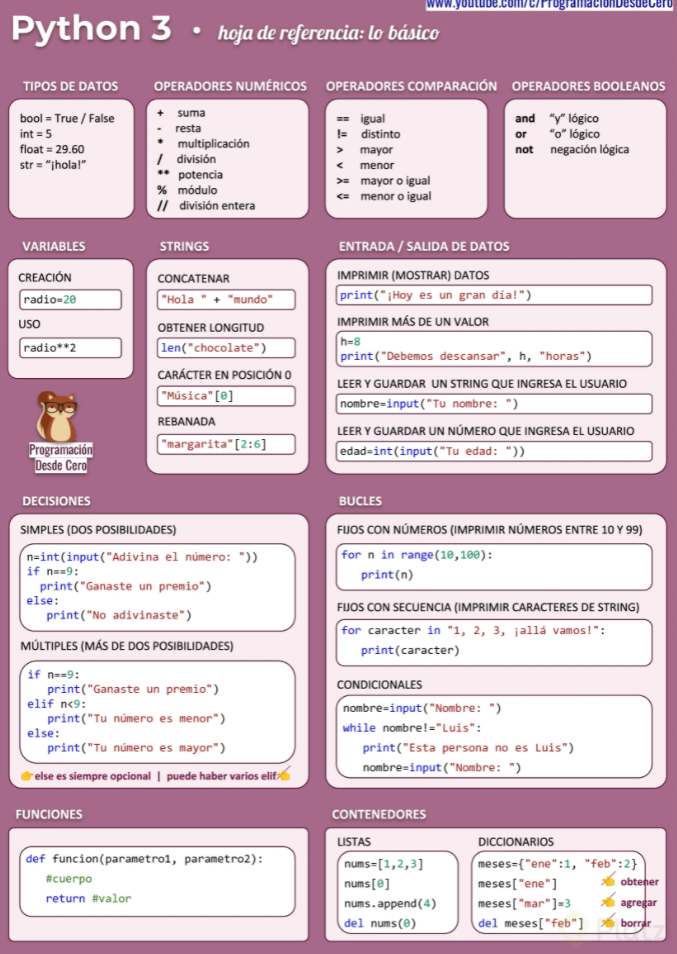 www.youtube.com/c/ProgramacionDesdeCero
Python 3 • hoja de referencia: lo básico
TIPOS DE DATOS
bool = True / False
int = 5
float = 29.60
str = "¡hola!"
OPERADORES NUMÉRICOS
+ suma
- resta
* multiplicación
/ división
** potencia
% módulo
// división entera
OPERADORES COMPARACIÓN
== igual
!= distinto
> mayor
< menor
>= mayor o igual
<= menor o igual
OPERADORES BOOLEANOS
and "y" lógico
or "o" lógico
not negación lógica
VARIABLES
CREACIÓN
radio=20
USO
radio**2
Programación
Desde Cero
STRINGS
CONCATENAR
"Hola " + "mundo"
OBTENER LONGITUD
len("chocolate")
CARÁCTER EN POSICIÓN 0
"Música"[0]
REBANADA
"margarita"[2:6]
ENTRADA / SALIDA DE DATOS
IMPRIMIR (MOSTRAR) DATOS
print("¡Hoy es un gran día!")
IMPRIMIR MÁS DE UN VALOR
h=8
print("Debemos descansar", h, "horas")
LEER Y GUARDAR UN STRING QUE INGRESA EL USUARIO
nombre=input("Tu nombre: ")
LEER Y GUARDAR UN NÚMERO QUE INGRESA EL USUARIO
edad=int(input("Tu edad: "))
DECISIONES
SIMPLES (DOS POSIBILIDADES)
n=int(input("Adivina el número: "))
if n==9:
print("Ganaste un premio")
else:
print("No adivinaste")
MÚLTIPLES (MÁS DE DOS POSIBILIDADES)
if n==9:
print("Ganaste un premio")
elif n<9:
print("Tu número es menor")
else:
print("Tu número es mayor")
else es siempre opcional | puede haber varios elif
BUCLES
FIJOS CON NÚMEROS (IMPRIMIR NÚMEROS ENTRE 10 Y 99)
for n in range(10,100):
print(n)
FIJOS CON SECUENCIA (IMPRIMIR CARACTERES DE STRING)
for caracter in "1, 2, 3, ¡allá vamos!":
print(caracter)
CONDICIONALES
nombre=input("Nombre: ")
while nombre!="Luis":
print("Esta persona no es Luis")
nombre=input("Nombre: ")
FUNCIONES
def funcion(parametro1, parametro2):
#cuerpo
return #valor
CONTENEDORES
LISTAS
nums=[1,2,3]
nums[0]
nums.append(4)
del nums(0)
DICCIONARIOS
meses={"ene":1, "feb":2}
meses["ene"] obtener
meses["mar"]=3 agregar
del meses["feb"] borrar